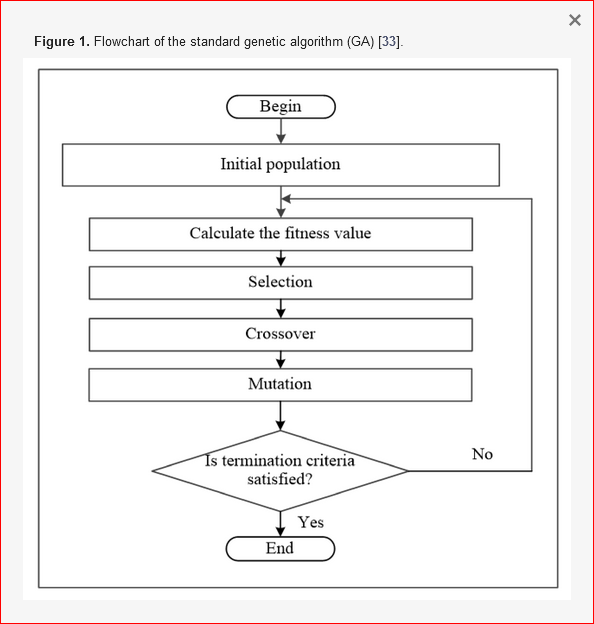 Figure 1. Flowchart of the standard genetic algorithm (GA) [33].
Begin
Initial population
Calculate the fitness value
Selection
Crossover
Mutation
Is termination criteria
satisfied?
No
Yes
End